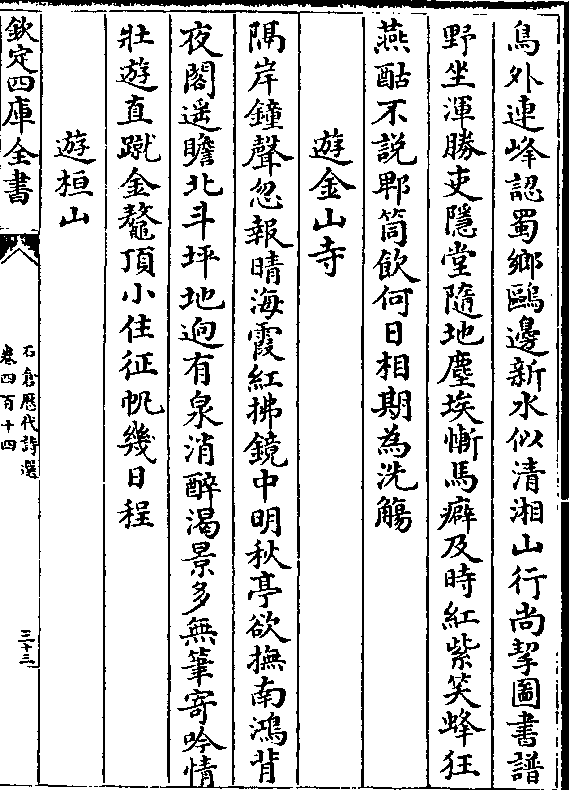 鳥外連峰認蜀鄉鷗邊新水似清湘山行尚挈圖書譜
野坐渾勝吏隱堂隨地塵埃慚馬癖及時紅紫笑蜂狂
燕酤不説郫筒飲何日相期為洗觴
遊金山寺
隔岸鐘聲忽報晴海霞紅拂鏡中明秋亭欲撫南鴻背
夜閣遥瞻北斗坪地迥有泉消醉渴景多無筆寄吟情
壯遊直蹴金鼇頂小住征帆幾日程
遊桓山
欽定四庫全書
石倉歷代詩選
卷四百十四
三十三